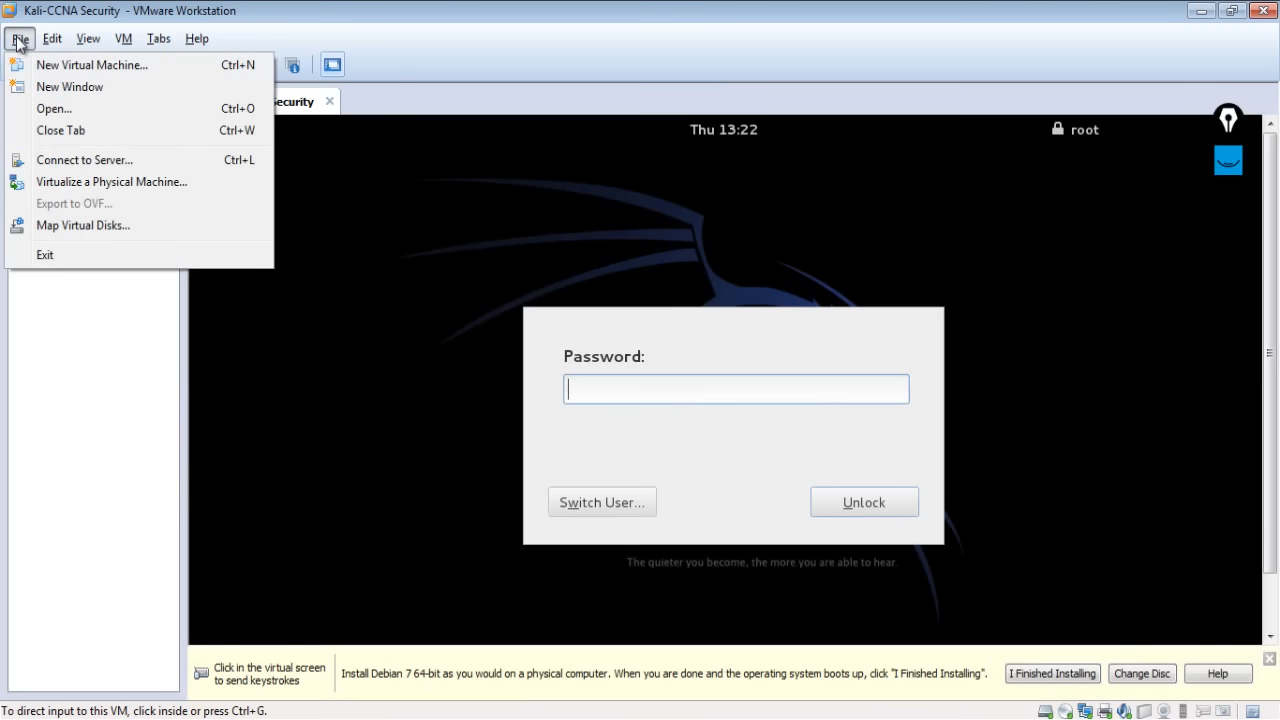 Kali-CCNA Security - VMware Workstation
File Edit View VM Tabs Help
New Virtual Machine... Ctrl+N
New Window
Open... Ctrl+O
Close Tab Ctrl+W
Connect to Server... Ctrl+L
Virtualize a Physical Machine...
Export to OVF...
Map Virtual Disks...
Exit
ecurity
Thu 13:22
root
Password:
Switch User...
Unlock
The quieter you become, the more you are able to hear.
Click in the virtual screen
to send keystrokes
Install Debian 7 64-bit as you would on a physical computer. When you are done and the operating system boots up, click "I Finished Installing".
I Finished Installing
Change Disc
Help
To direct input to this VM, click inside or press Ctrl+G.